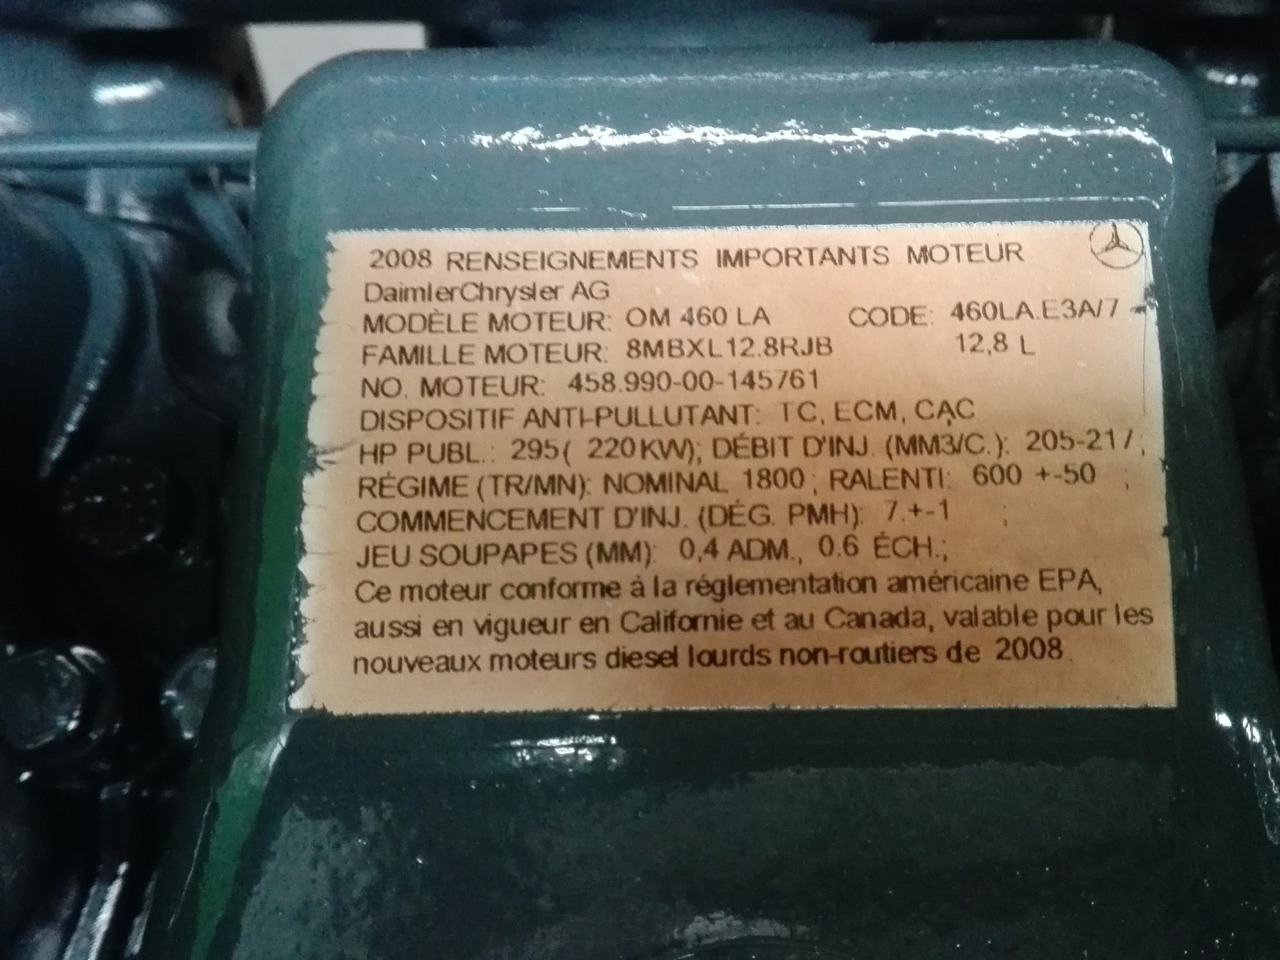 2008 RENSEIGNEMENTS IMPORTANTS MOTEUR
DaimlerChrysler AG
MODÈLE MOTEUR: OM 460 LA CODE: 460LA.E3A/7
FAMILLE MOTEUR: 8MBXL12.8RJB 12,8 L
NO. MOTEUR: 458.990-00-145761
DISPOSITIF ANTI-PULLUTANT: TC, ECM, CAC
HP PUBL.: 295( 220KW); DÉBIT D'INJ. (MM3/C.): 205-217;
RÉGIME (TR/MN): NOMINAL 1800; RALENTI: 600 +-50 ;
COMMENCEMENT D'INJ. (DÉG. PMH): 7.+-1 ;
JEU SOUPAPES (MM): 0,4 ADM., 0.6 ÉCH.;
Ce moteur conforme á la réglementation américaine EPA,
aussi en vigueur en Californie et au Canada, valable pour les
nouveaux moteurs diesel lourds non-routiers de 2008.